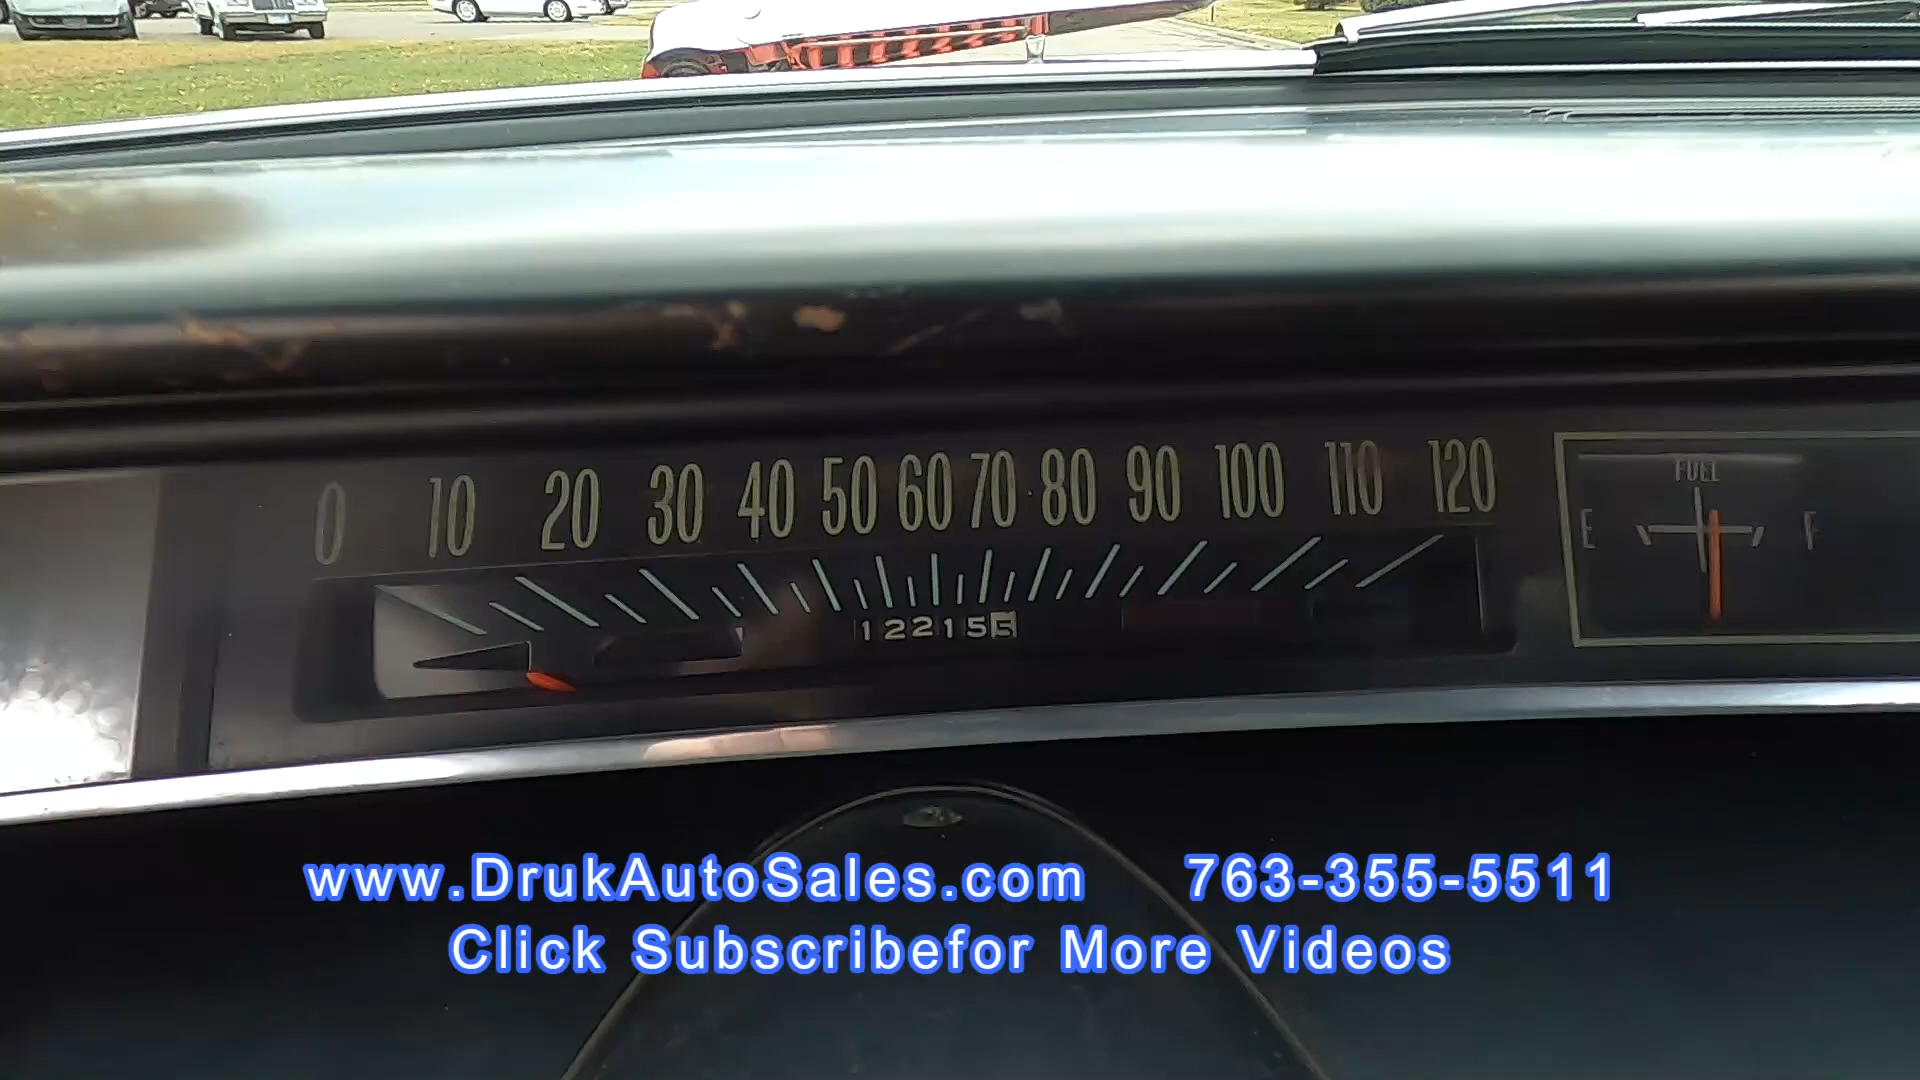 0 10 20 30 40 50 60 70 80 90 100 110 120
FUEL
E F
122155
www.DrukAutoSales.com 763-355-5511
Click Subscribefor More Videos